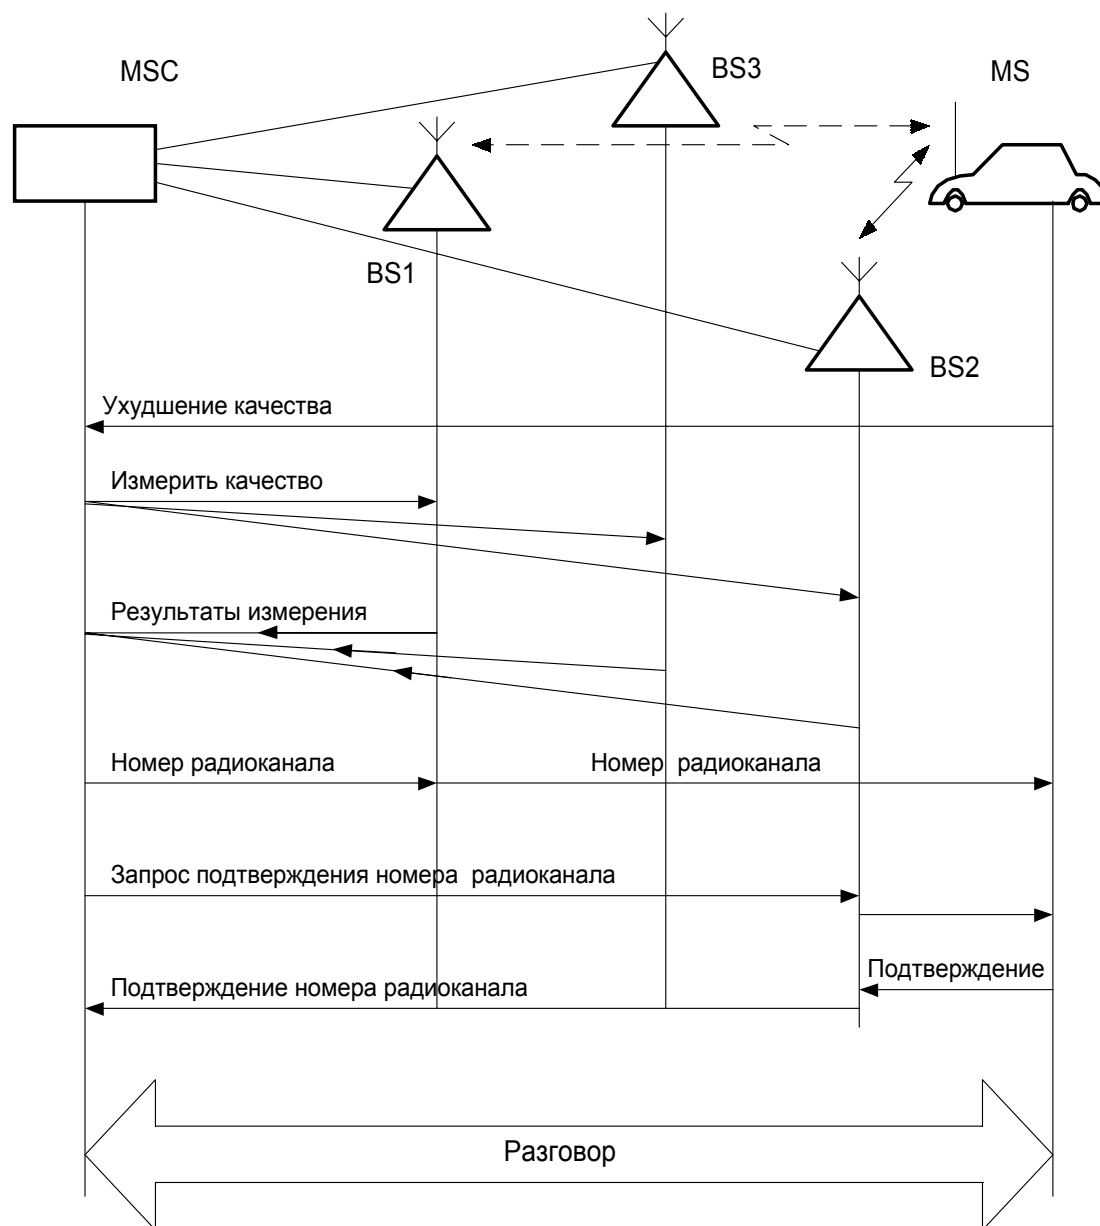 MSC
BS3
MS
BS1
BS2
Ухудшение качества
Измерить качество
Результаты измерения
Номер радиоканала
Номер радиоканала
Запрос подтверждения номера радиоканала
Подтверждение
Подтверждение номера радиоканала
Разговор